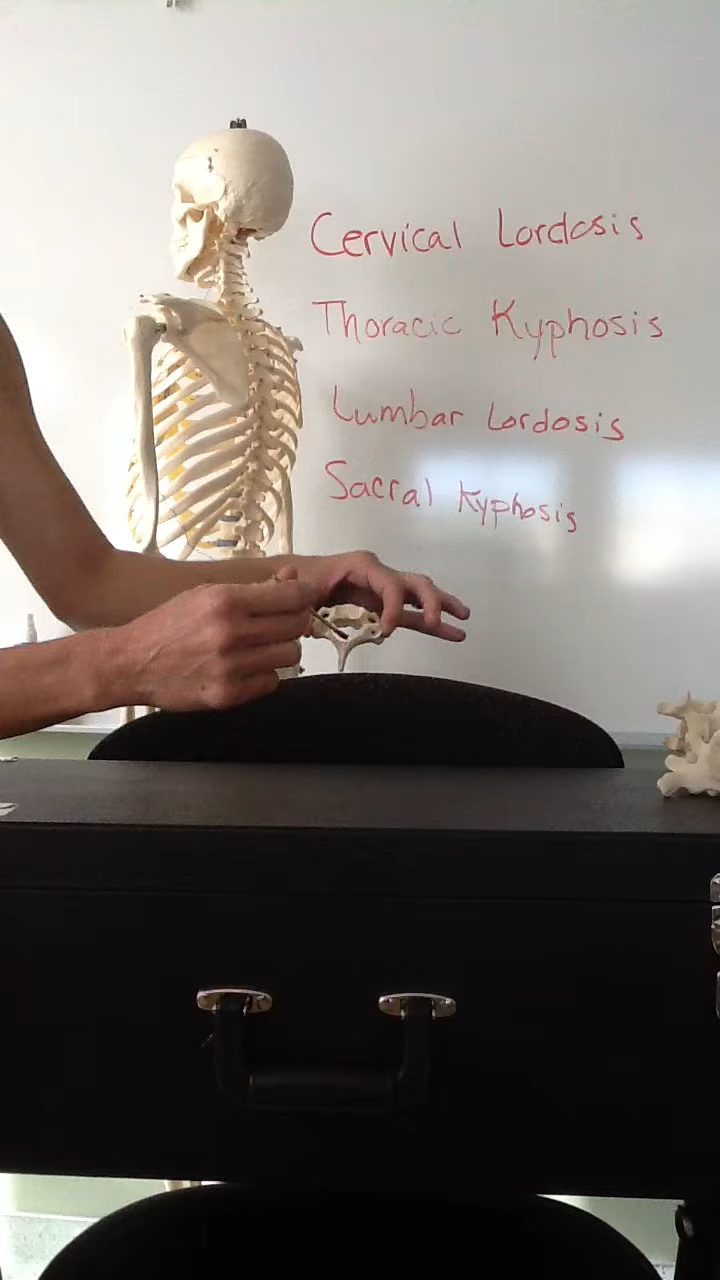 Cervical Lordosis
Thoracic Kyphosis
Lumbar Lordosis
Sacral Kyphosis